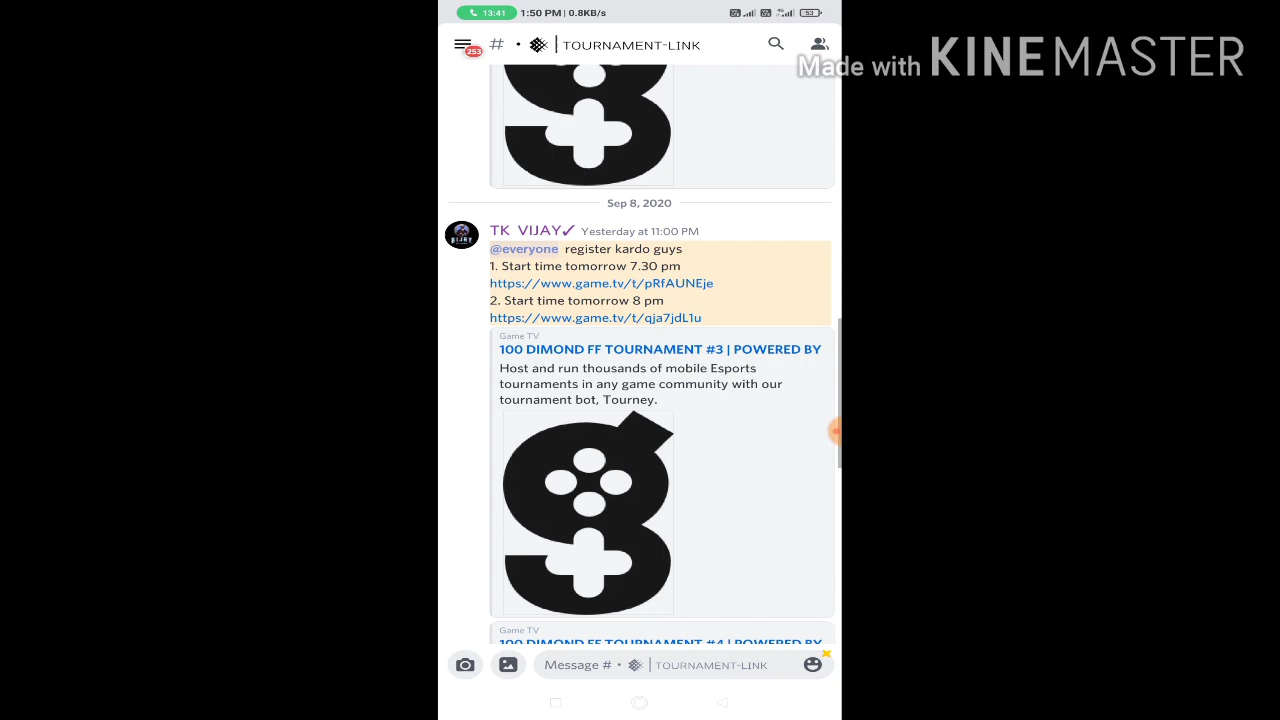 13:41 1:50 PM | 0.8KB/s 53
253 # • TOURNAMENT-LINK
Made with KINEMASTER
Sep 8, 2020
TK VIJAY✓ Yesterday at 11:00 PM
@everyone register kardo guys
1. Start time tomorrow 7.30 pm
https://www.game.tv/t/pRfAUNEje
2. Start time tomorrow 8 pm
https://www.game.tv/t/qja7jdL1u
Game TV
100 DIMOND FF TOURNAMENT #3 | POWERED BY
Host and run thousands of mobile Esports
tournaments in any game community with our
tournament bot, Tourney.
Game TV
100 DIMOND FF TOURNAMENT #4 | POWERED BY
Message # • TOURNAMENT-LINK